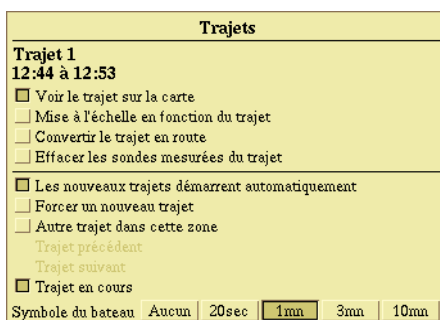 Trajets
Trajet 1
12:44 à 12:53
Voir le trajet sur la carte
Mise à l'échelle en fonction du trajet
Convertir le trajet en route
Effacer les sondes mesurées du trajet
Les nouveaux trajets démarrent automatiquement
Forcer un nouveau trajet
Autre trajet dans cette zone
Trajet précédent
Trajet suivant
Trajet en cours
Symbole du bateau Aucun 20sec 1mn 3mn 10mn